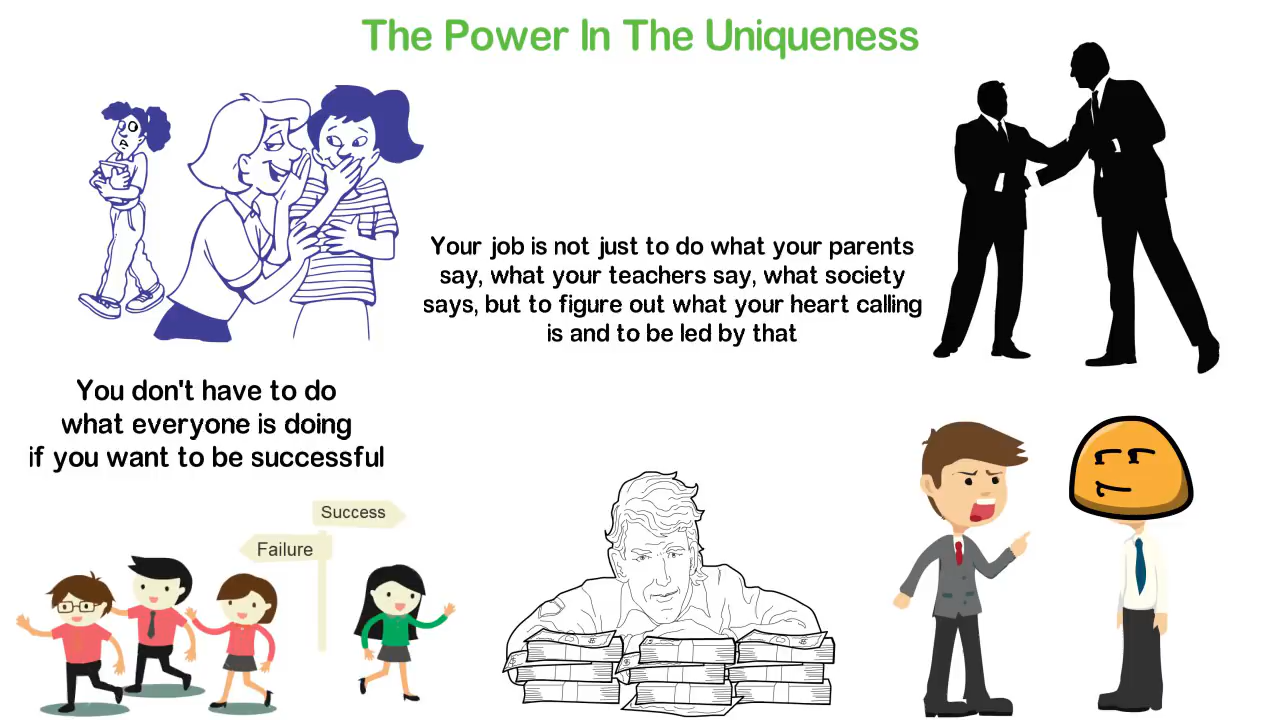 The Power In The Uniqueness
Your job is not just to do what your parents
say, what your teachers say, what society
says, but to figure out what your heart calling
is and to be led by that
You don't have to do
what everyone is doing
if you want to be successful
Success
Failure